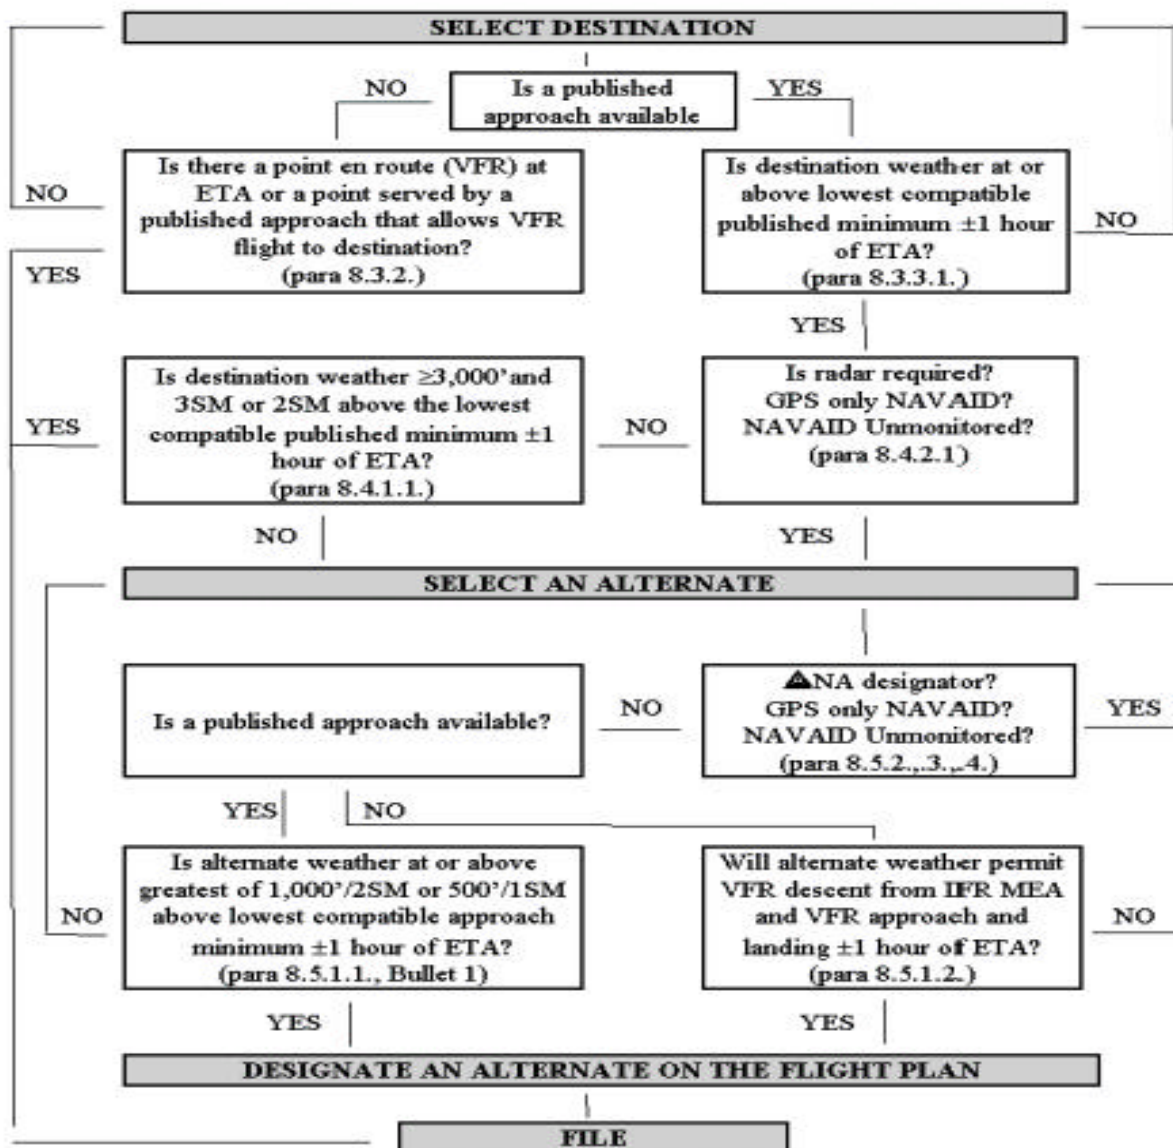 SELECT DESTINATION
NO
Is a published
approach available
YES
NO
Is there a point en route (VFR) at
ETA or a point served by a
published approach that allows VFR
flight to destination?
(para 8.3.2.)
Is destination weather at or
above lowest compatible
published minimum ±1 hour
of ETA?
(para 8.3.3.1.)
NO
YES
YES
YES
Is destination weather ≥3,000’and
3SM or 2SM above the lowest
compatible published minimum ±1
hour of ETA?
(para 8.4.1.1.)
NO
Is radar required?
GPS only NAVAID?
NAVAID Unmonitored?
(para 8.4.2.1)
NO
YES
SELECT AN ALTERNATE
Is a published approach available?
NO
NA designator?
GPS only NAVAID?
NAVAID Unmonitored?
(para 8.5.2.,.3.,.4.)
YES
YES
NO
NO
Is alternate weather at or above
greatest of 1,000’/2SM or 500’/1SM
above lowest compatible approach
minimum ±1 hour of ETA?
(para 8.5.1.1., Bullet 1)
Will alternate weather permit
VFR descent from IFR MEA
and VFR approach and
landing ±1 hour of ETA?
(para 8.5.1.2.)
NO
YES
YES
DESIGNATE AN ALTERNATE ON THE FLIGHT PLAN
FILE